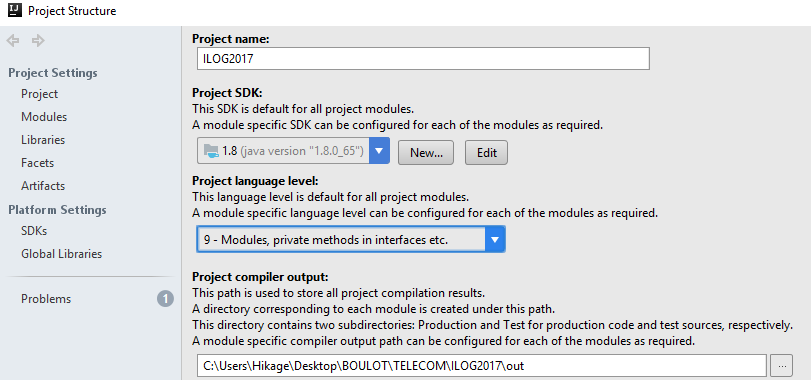 IJ
Project Structure
Project Settings
Project
Modules
Libraries
Facets
Artifacts
Platform Settings
SDKs
Global Libraries
Problems
1
Project name:
ILOG2017
Project SDK:
This SDK is default for all project modules.
A module specific SDK can be configured for each of the modules as required.
1.8 (java version "1.8.0_65")
New...
Edit
Project language level:
This language level is default for all project modules.
A module specific language level can be configured for each of the modules as required.
9 - Modules, private methods in interfaces etc.
Project compiler output:
This path is used to store all project compilation results.
A directory corresponding to each module is created under this path.
This directory contains two subdirectories: Production and Test for production code and test sources, respectively.
A module specific compiler output path can be configured for each of the modules as required.
C:\Users\Hikage\Desktop\BOULOT\TELECOM\ILOG2017\out
...